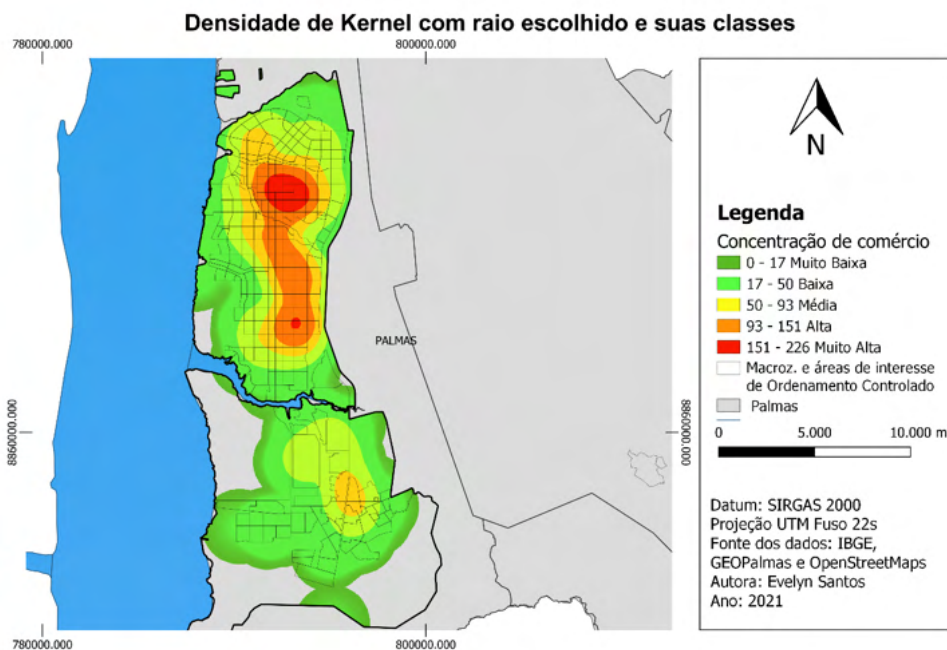 Densidade de Kernel com raio escolhido e suas classes
780000.000
800000.000
8860000.000
PALMAS
8860000.000
780000.000
800000.000
N
Legenda
Concentração de comércio
0 - 17 Muito Baixa
17 - 50 Baixa
50 - 93 Média
93 - 151 Alta
151 - 226 Muito Alta
Macroz. e áreas de interesse
de Ordenamento Controlado
Palmas
0 5.000 10.000 m
Datum: SIRGAS 2000
Projeção UTM Fuso 22s
Fonte dos dados: IBGE,
GEOPalmas e OpenStreetMaps
Autora: Evelyn Santos
Ano: 2021